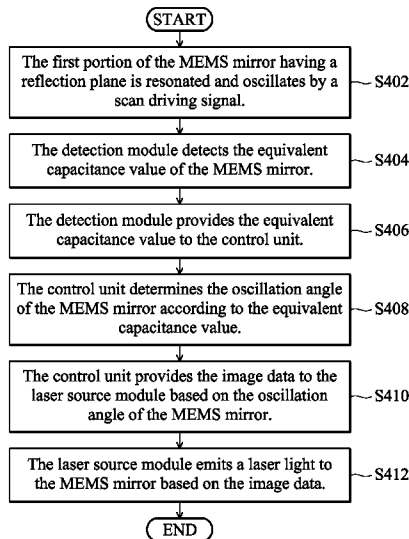 START
The first portion of the MEMS mirror having a
reflection plane is resonated and oscillates by a
scan driving signal.
S402
The detection module detects the equivalent
capacitance value of the MEMS mirror.
S404
The detection module provides the equivalent
capacitance value to the control unit.
S406
The control unit determines the oscillation angle
of the MEMS mirror according to the equivalent
capacitance value.
S408
The control unit provides the image data to the
laser source module based on the oscillation
angle of the MEMS mirror.
S410
The laser source module emits a laser light to
the MEMS mirror based on the image data.
S412
END